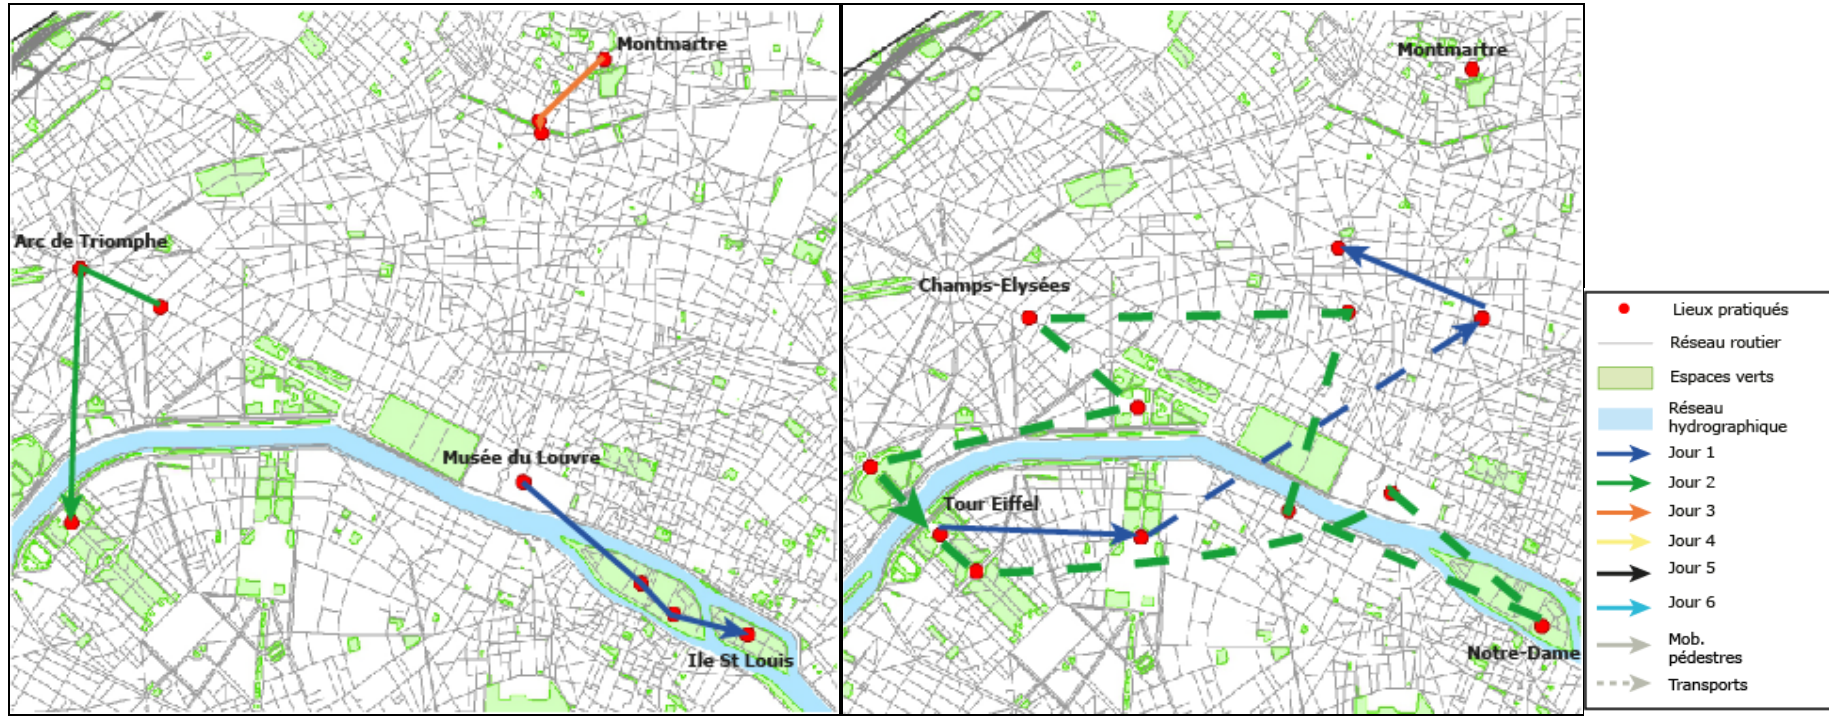 Montmartre
Arc de Triomphe
Musée du Louvre
Ile St Louis
Montmartre
Champs-Elysées
Tour Eiffel
Notre-Dame
Lieux pratiqués
Réseau routier
Espaces verts
Réseau
hydrographique
Jour 1
Jour 2
Jour 3
Jour 4
Jour 5
Jour 6
Mob.
pédestres
Transports